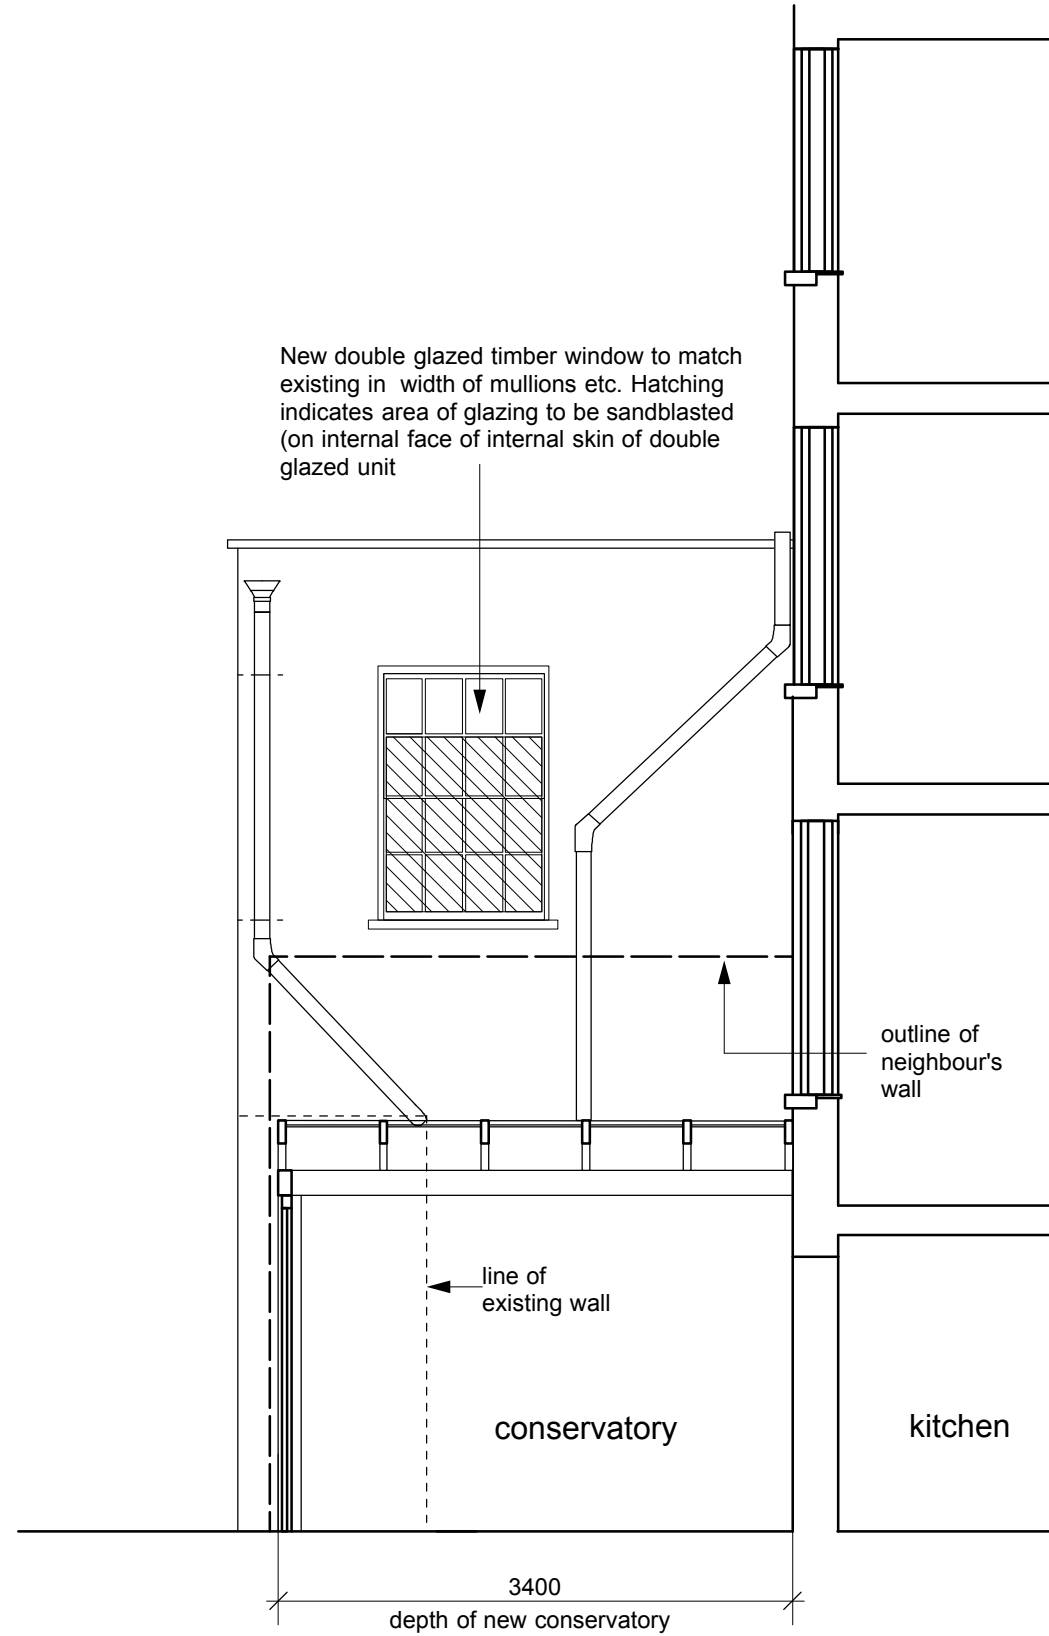 New double glazed timber window to match
existing in width of mullions etc. Hatching
indicates area of glazing to be sandblasted
(on internal face of internal skin of double
glazed unit
outline of
neighbour's
wall
line of
existing wall
conservatory
kitchen
3400
depth of new conservatory